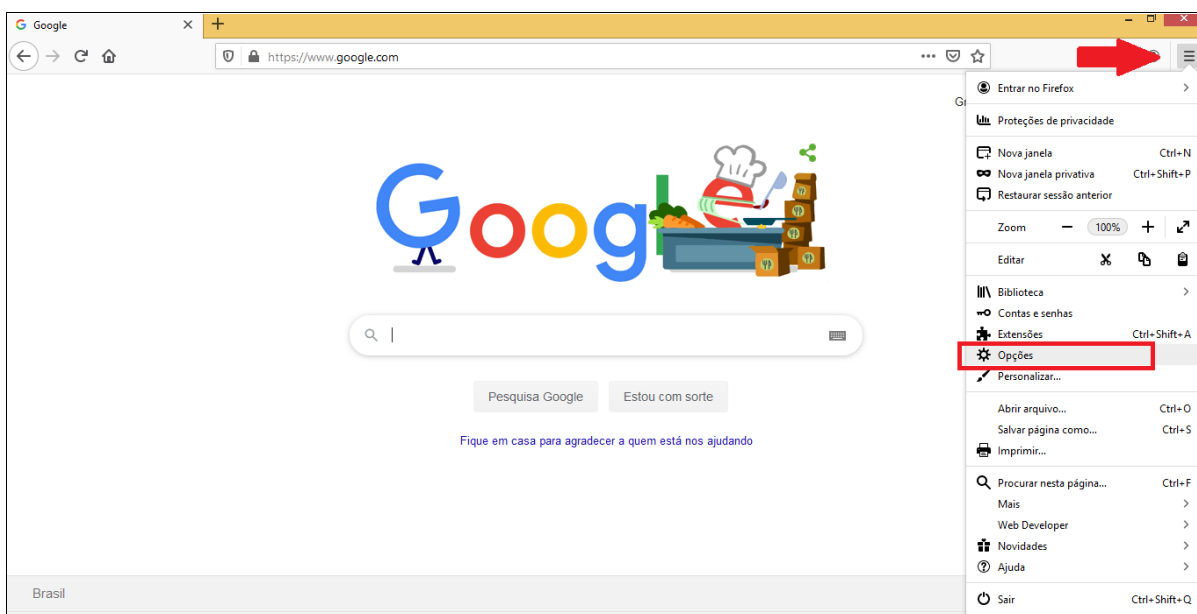 Google
https://www.google.com
Gr
Entrar no Firefox
Proteções de privacidade
Nova janela Ctrl+N
Nova janela privativa Ctrl+Shift+P
Restaurar sessão anterior
Zoom 100%
Editar
Biblioteca
Contas e senhas
Extensões Ctrl+Shift+A
Opções
Personalizar...
Abrir arquivo... Ctrl+O
Salvar página como... Ctrl+S
Imprimir...
Procurar nesta página... Ctrl+F
Mais
Web Developer
Novidades
Ajuda
Sair Ctrl+Shift+Q
Google
Pesquisa Google Estou com sorte
Fique em casa para agradecer a quem está nos ajudando
Brasil